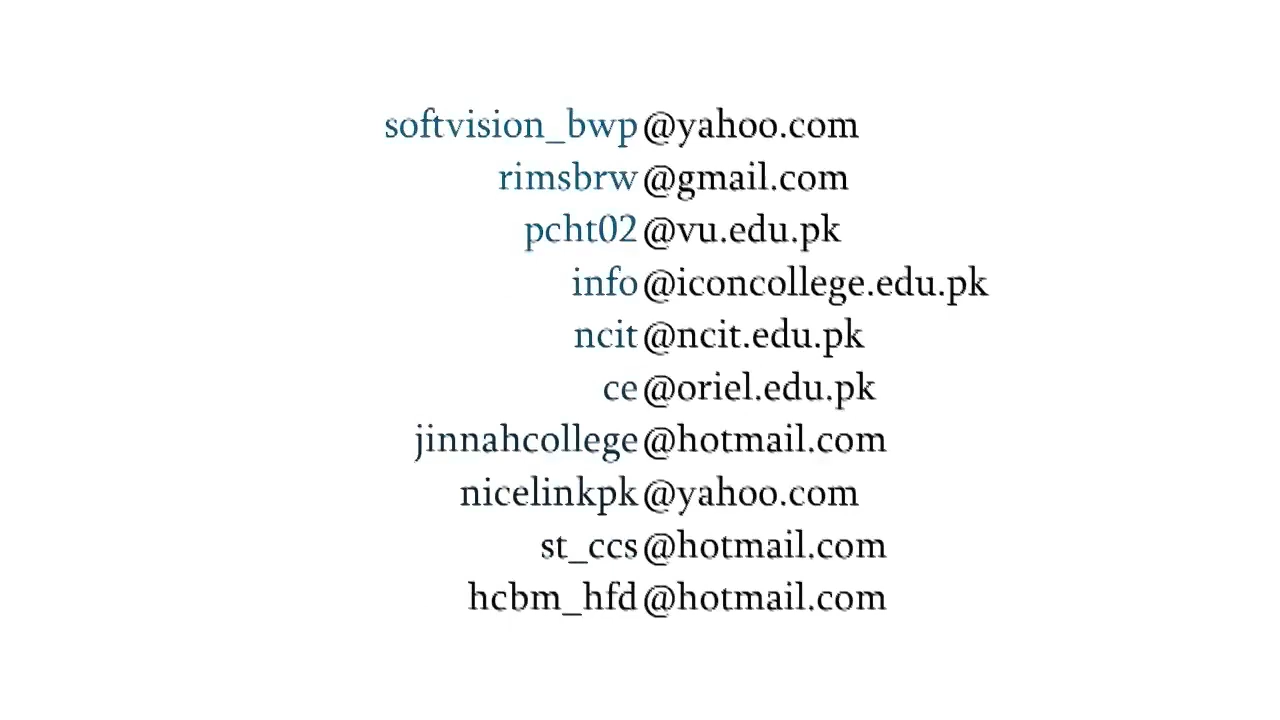 softvision_bwp@yahoo.com
rimsbrw@gmail.com
pcht02@vu.edu.pk
info@iconcollege.edu.pk
ncit@ncit.edu.pk
ce@oriel.edu.pk
jinnahcollege@hotmail.com
nicelinkpk@yahoo.com
st_ccs@hotmail.com
hcbm_hfd@hotmail.com